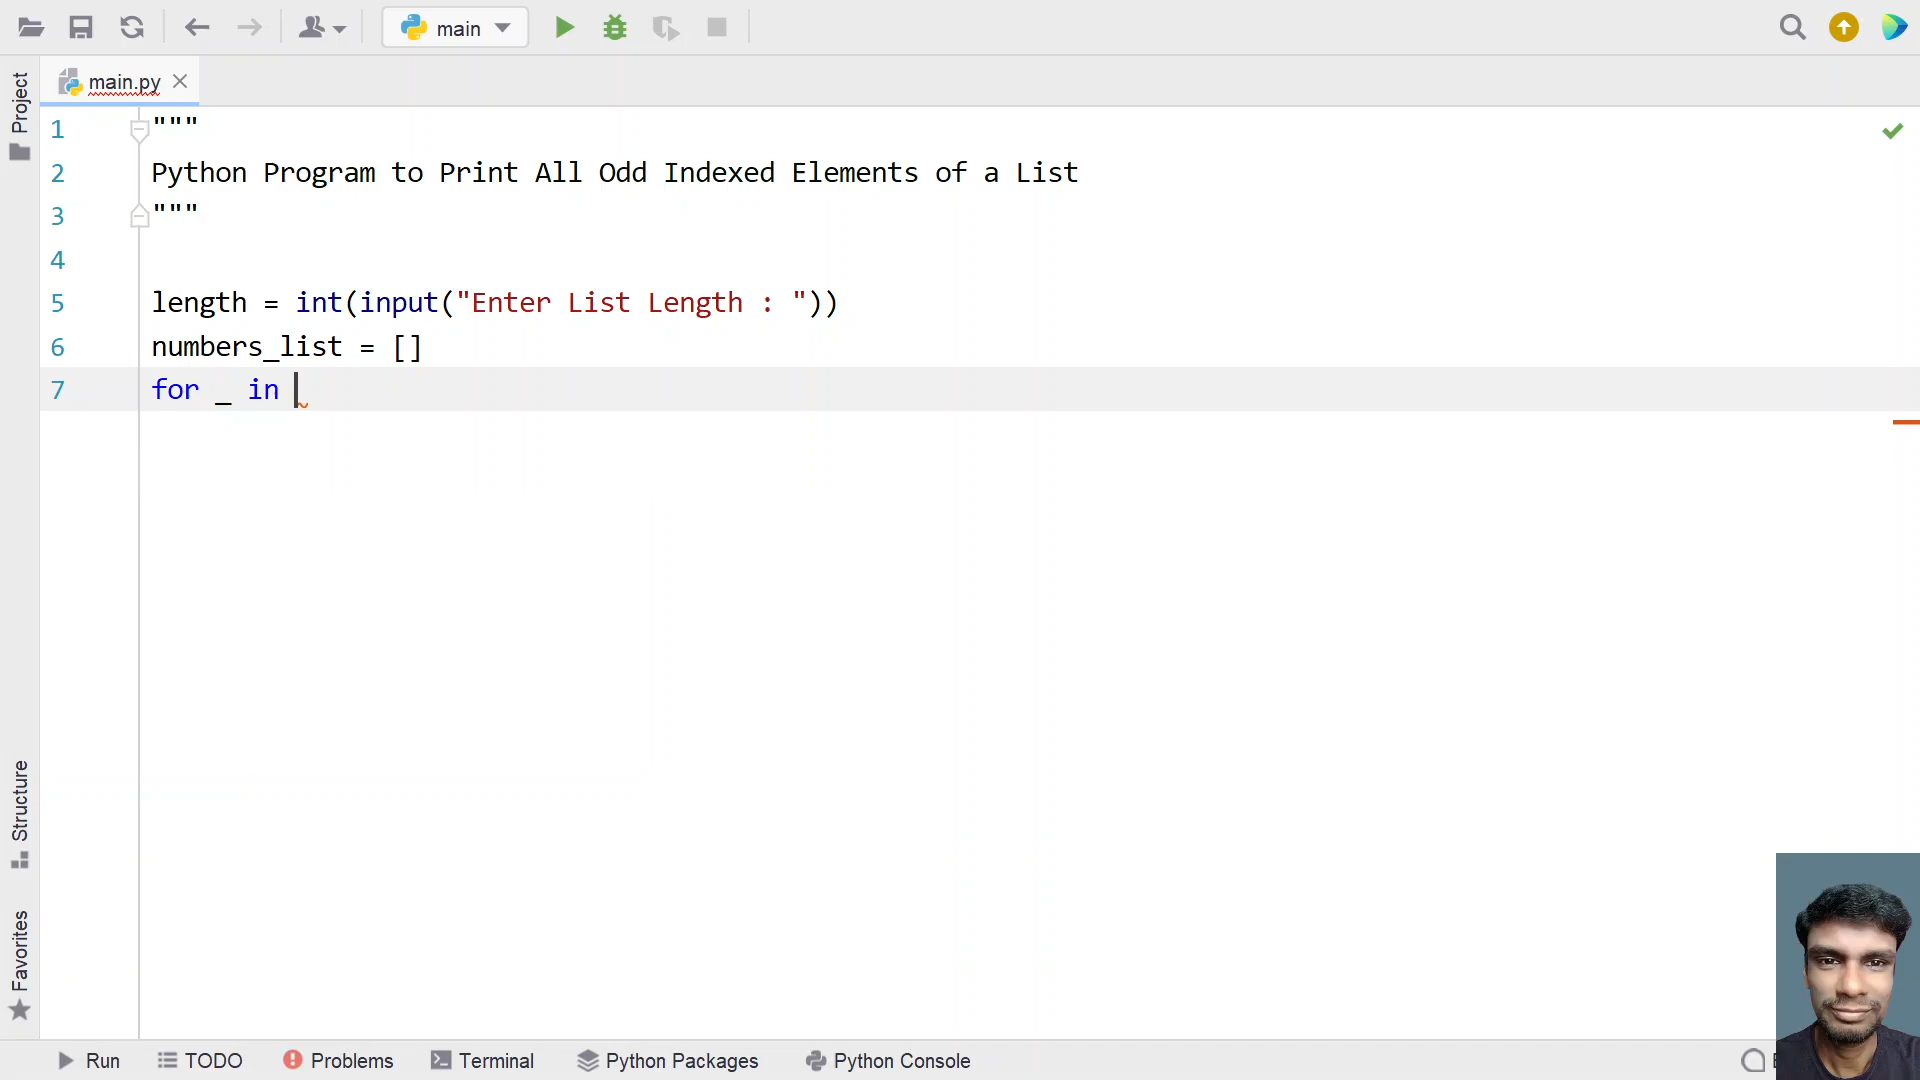 main
main.py
Project
1 """
2 Python Program to Print All Odd Indexed Elements of a List
3 """
4
5 length = int(input("Enter List Length : "))
6 numbers_list = []
7 for _ in
Structure
Favorites
Run TODO Problems Terminal Python Packages Python Console